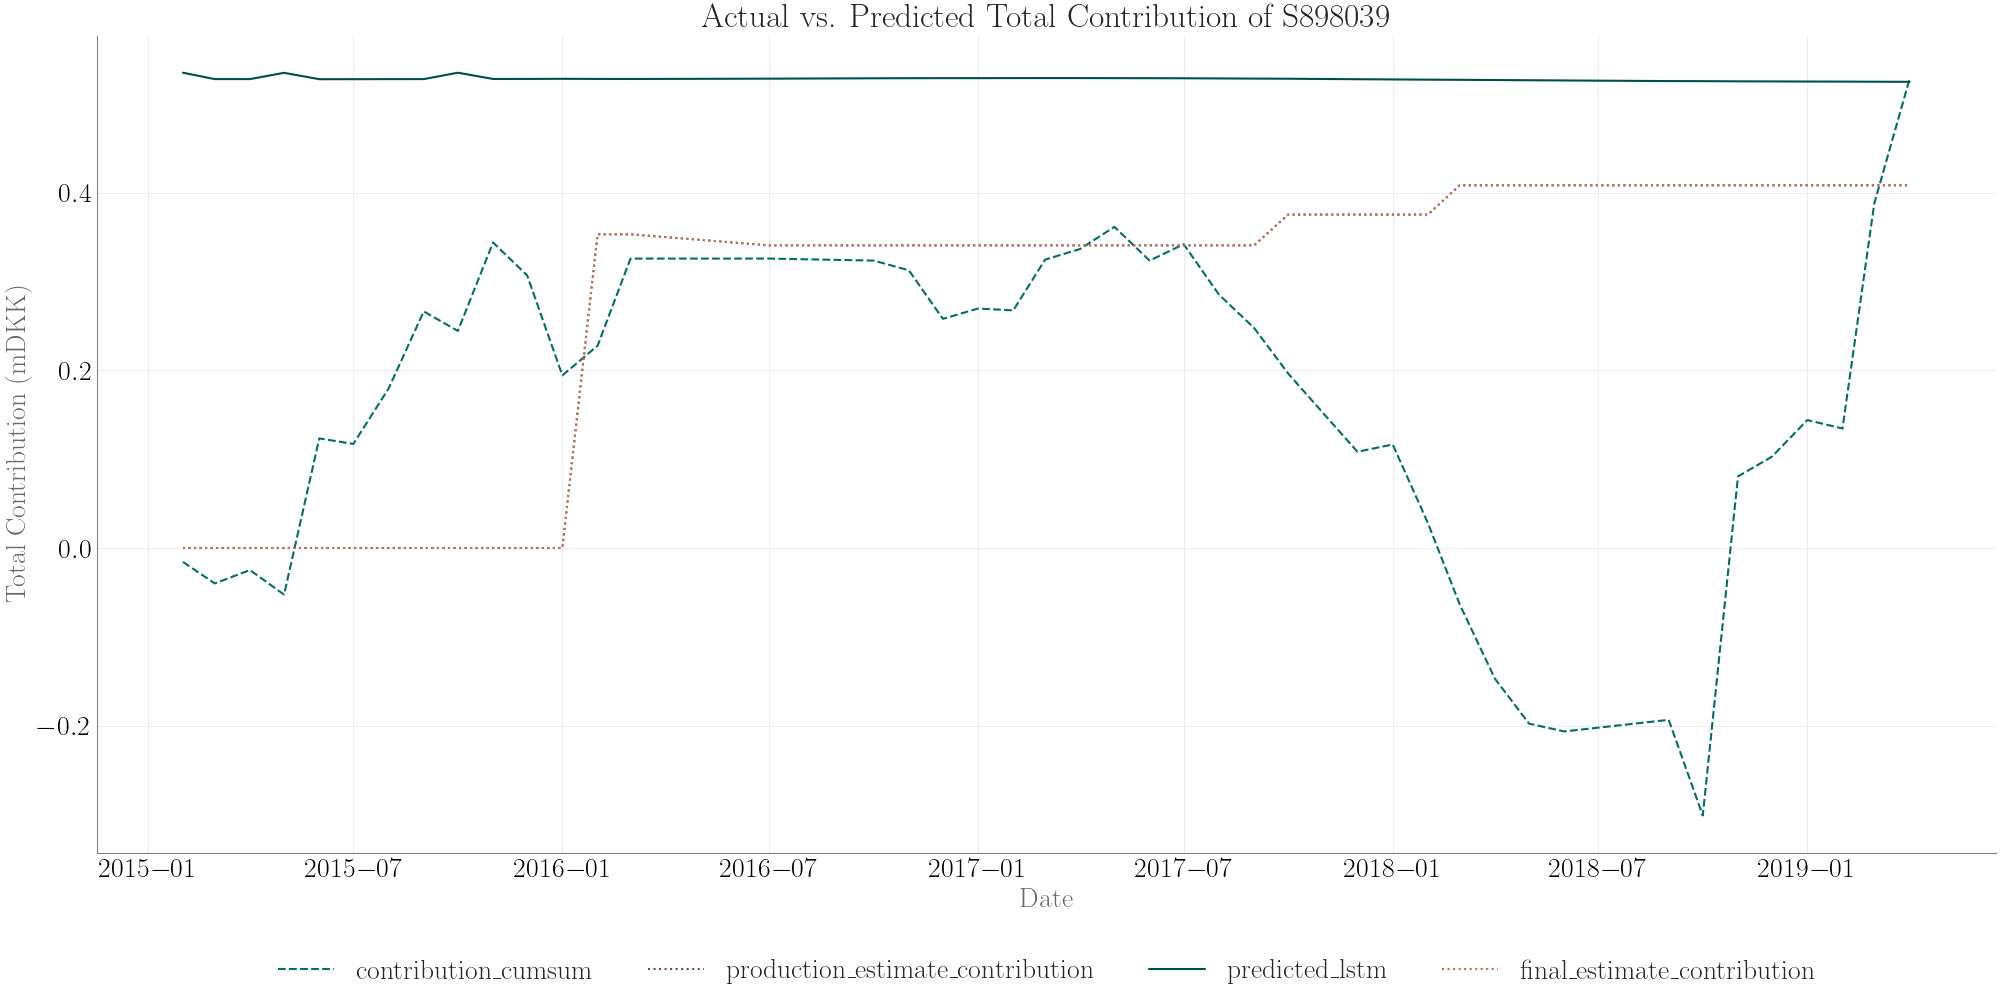 Actual vs. Predicted Total Contribution of S898039
Total Contribution (mDKK)
0.4
0.2
0.0
−0.2
2015−01 2015−07 2016−01 2016−07 2017−01 2017−07 2018−01 2018−07 2019−01
Date
contribution_cumsum production_estimate_contribution predicted_lstm final_estimate_contribution